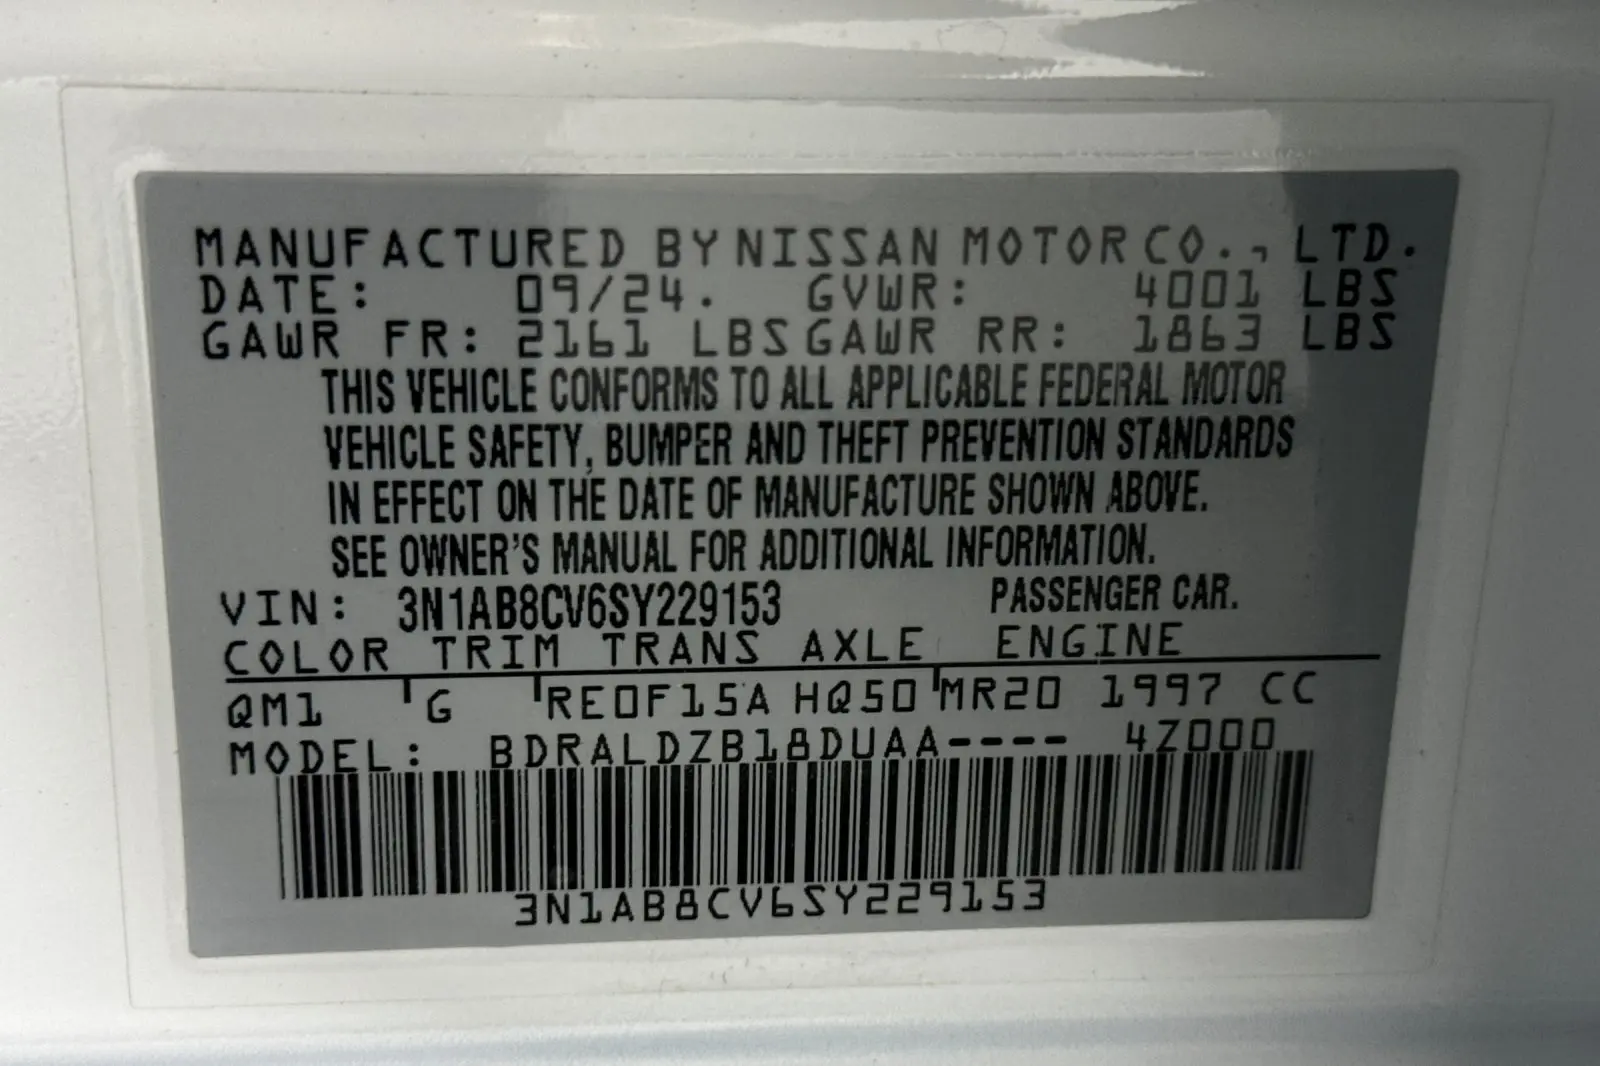 MANUFACTURED BY NISSAN MOTOR CO., LTD.
DATE: 09/24. GVWR: 4001 LBS
GAWR FR: 2161 LBS GAWR RR: 1863 LBS
THIS VEHICLE CONFORMS TO ALL APPLICABLE FEDERAL MOTOR
VEHICLE SAFETY, BUMPER AND THEFT PREVENTION STANDARDS
IN EFFECT ON THE DATE OF MANUFACTURE SHOWN ABOVE.
SEE OWNER'S MANUAL FOR ADDITIONAL INFORMATION.
VIN: 3N1AB8CV6SY229153 PASSENGER CAR.
COLOR TRIM TRANS AXLE ENGINE
QM1 G RE0F15A HQ50 MR20 1997 CC
MODEL: BDRALDZB18DUAA---- 4Z000
3N1AB8CV6SY229153